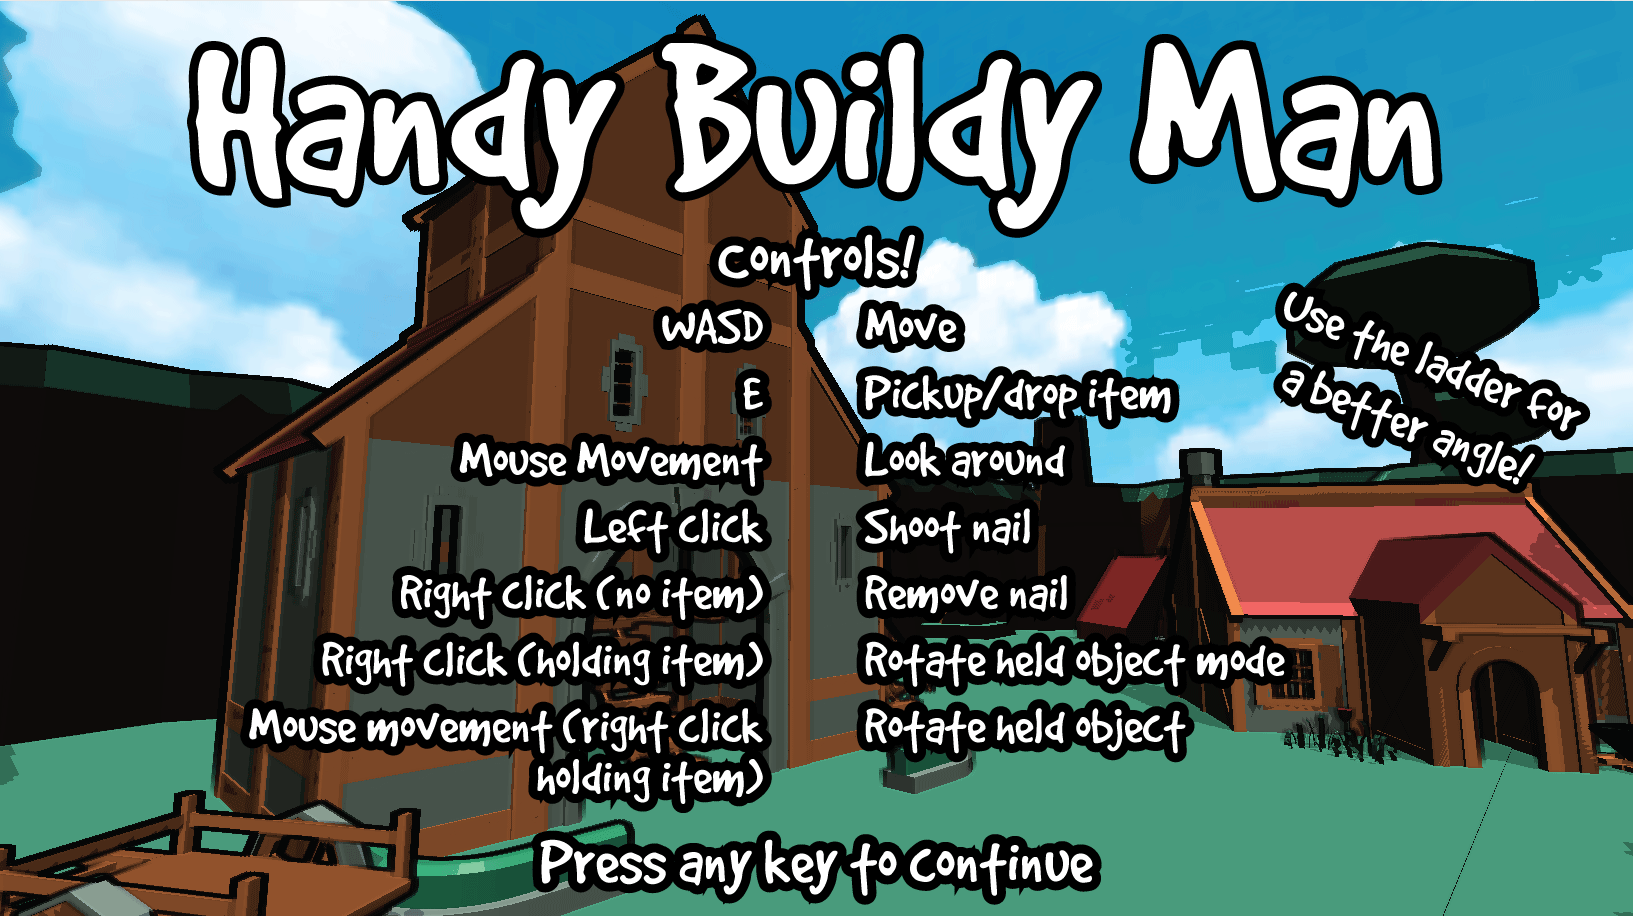 Handy Buildy Man
Controls!
WASD Move
E Pickup/drop item
Mouse Movement Look around
Left click Shoot nail
Right click (no item) Remove nail
Right click (holding item) Rotate held object mode
Mouse movement (right click Rotate held object
holding item)
Use the ladder for
a better angle!
Press any key to continue